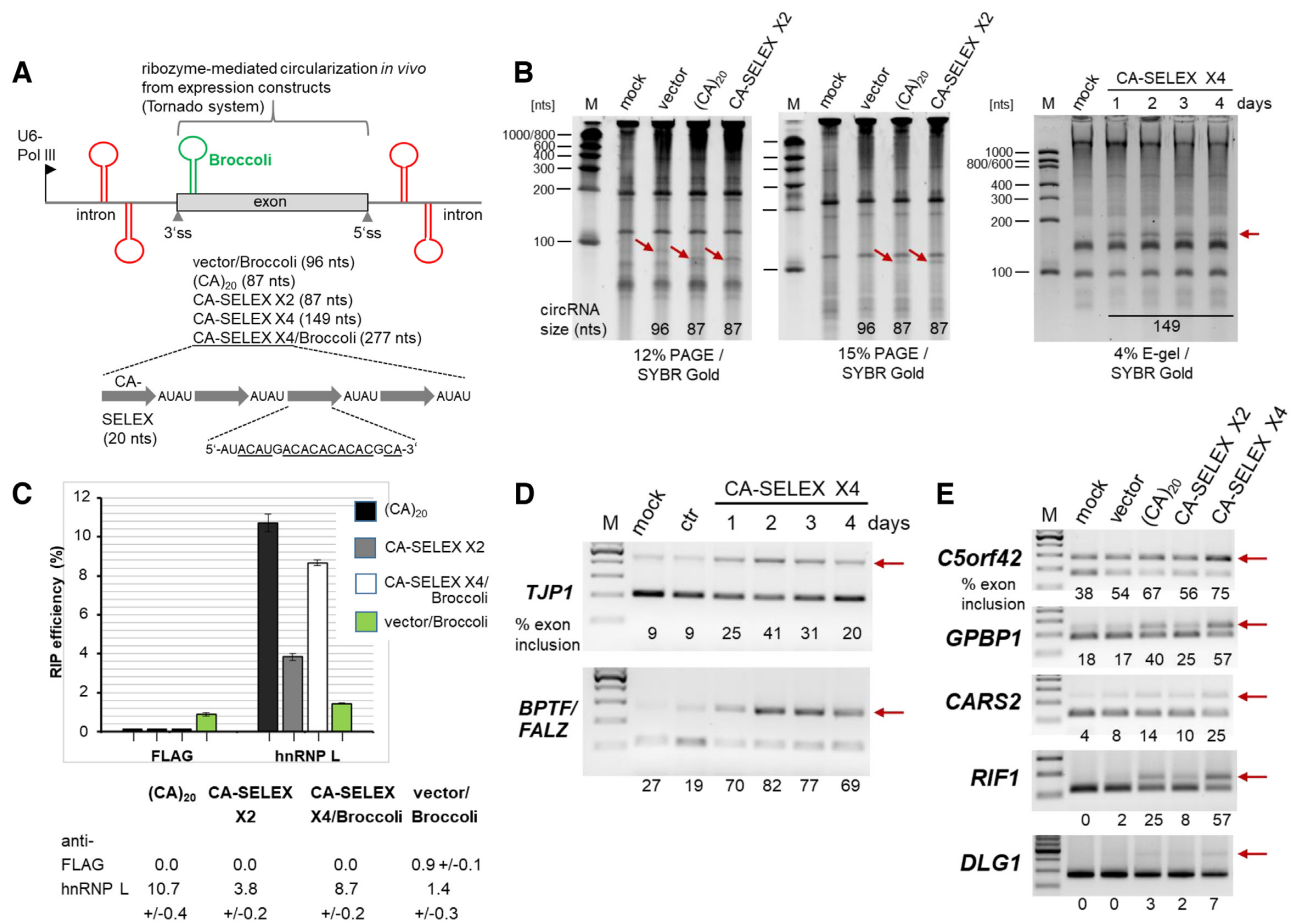 A
ribozyme-mediated circularization in vivo
from expression constructs
(Tornado system)
U6-
Pol III
Broccoli
intron
exon
intron
3'ss
5'ss
vector/Broccoli (96 nts)
(CA)20 (87 nts)
CA-SELEX X2 (87 nts)
CA-SELEX X4 (149 nts)
CA-SELEX X4/Broccoli (277 nts)
CA-
AUAU
AUAU
AUAU
AUAU
SELEX
(20 nts)
5'-AUACAUGACACACACACGCA-3'
B
[nts]
M
mock
vector
(CA)20
CA-SELEX X2
1000/800
600
400
300
200
100
circRNA
size (nts)
96
87
87
12% PAGE /
SYBR Gold
M
mock
vector
(CA)20
CA-SELEX X2
96
87
87
15% PAGE /
SYBR Gold
CA-SELEX X4
[nts]
M
mock
1
2
3
4
days
1000
800/600
400
300
200
100
149
4% E-gel /
SYBR Gold
C
RIP efficiency (%)
12
10
8
6
4
2
0
FLAG
hnRNP L
(CA)20
CA-SELEX X2
CA-SELEX X4/
Broccoli
vector/Broccoli
(CA)20 CA-SELEX X2 CA-SELEX X4/Broccoli vector/ Broccoli
anti-
FLAG 0.0 0.0 0.0 0.9 +/-0.1
hnRNP L 10.7 3.8 8.7 1.4
+/-0.4 +/-0.2 +/-0.2 +/-0.3
D
CA-SELEX X4
M mock ctr 1 2 3 4 days
TJP1
% exon
inclusion
9 9 25 41 31 20
BPTF/
FALZ
27 19 70 82 77 69
E
M
mock
vector
(CA)20
CA-SELEX X2
CA-SELEX X4
C5orf42
% exon
inclusion
38 54 67 56 75
GPBP1
18 17 40 25 57
CARS2
4 8 14 10 25
RIF1
0 2 25 8 57
DLG1
0 0 3 2 7